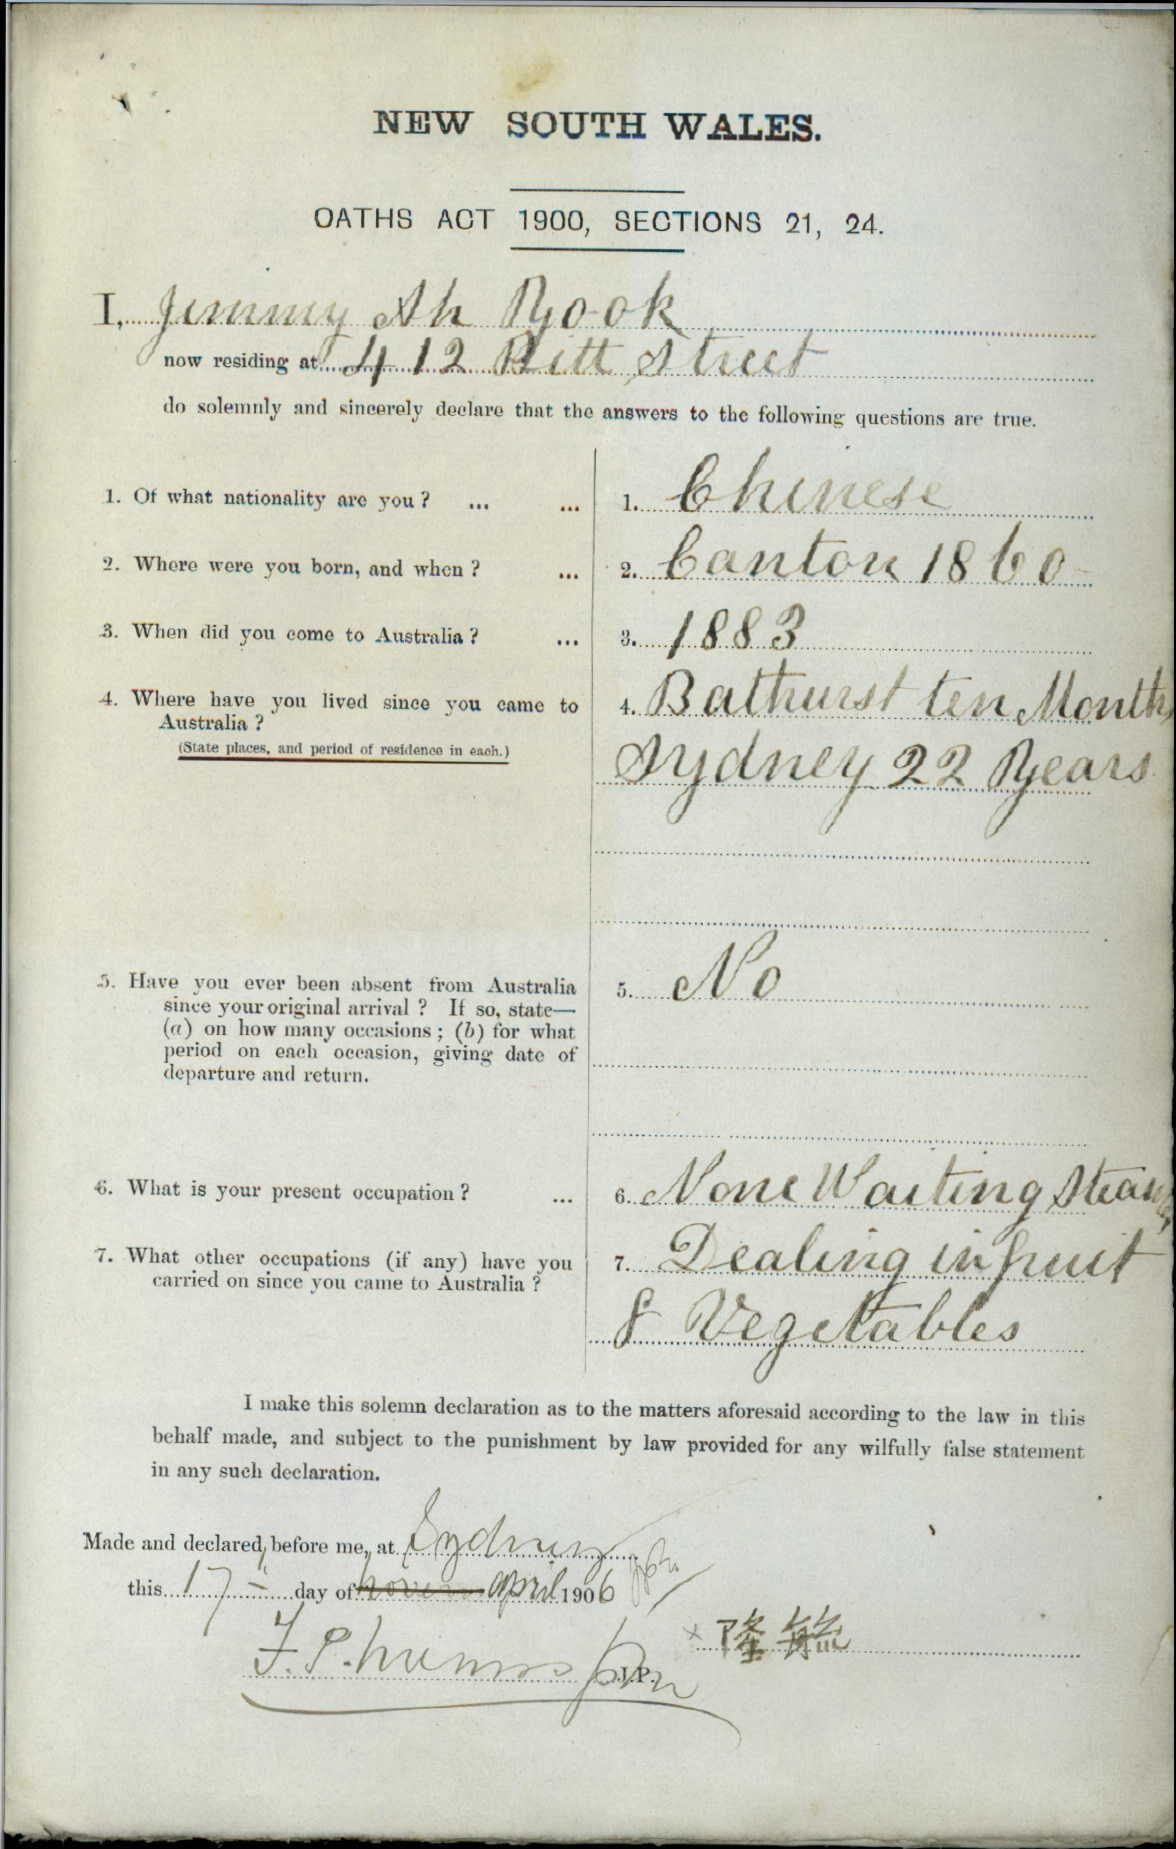 NEW SOUTH WALES.
OATHS ACT 1900, SECTIONS 21, 24.
I, Jimmy Ah Yook
now residing at 412 Pitt Street
do solemnly and sincerely declare that the answers to the following questions are true.
1. Of what nationality are you? ... ... 1. Chinese
2. Where were you born, and when? ... 2. Canton 1860
3. When did you come to Australia? ... 3. 1883
4. Where have you lived since you came to Australia? 4. Bathurst ten Months
(State places, and period of residence in each.) Sydney 22 Years
5. Have you ever been absent from Australia 5. No
since your original arrival? If so, state—
(a) on how many occasions; (b) for what
period on each occasion, giving date of
departure and return.
6. What is your present occupation? ... 6. None Waiting Steamer
7. What other occupations (if any) have you 7. Dealing in fruit
carried on since you came to Australia?
& Vegetables
I make this solemn declaration as to the matters aforesaid according to the law in this
behalf made, and subject to the punishment by law provided for any wilfully false statement
in any such declaration.
Made and declared, before me, at Sydney
this 17 day of april 1906
x 隆毓
J.P.